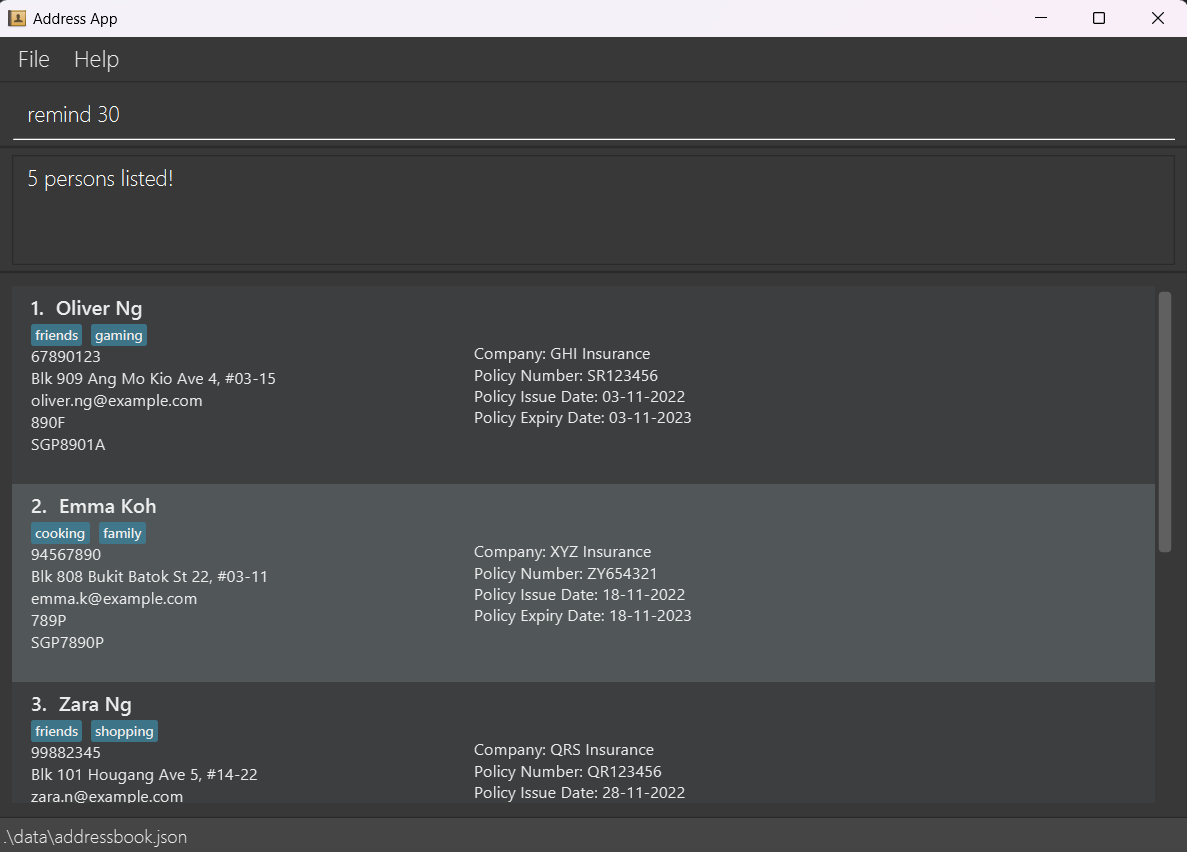 Address App
File Help
remind 30
5 persons listed!
1. Oliver Ng
friends gaming
67890123
Blk 909 Ang Mo Kio Ave 4, #03-15
oliver.ng@example.com
890F
SGP8901A
Company: GHI Insurance
Policy Number: SR123456
Policy Issue Date: 03-11-2022
Policy Expiry Date: 03-11-2023
2. Emma Koh
cooking family
94567890
Blk 808 Bukit Batok St 22, #03-11
emma.k@example.com
789P
SGP7890P
Company: XYZ Insurance
Policy Number: ZY654321
Policy Issue Date: 18-11-2022
Policy Expiry Date: 18-11-2023
3. Zara Ng
friends shopping
99882345
Blk 101 Hougang Ave 5, #14-22
zara.n@example.com
Company: QRS Insurance
Policy Number: QR123456
Policy Issue Date: 28-11-2022
.\data\addressbook.json